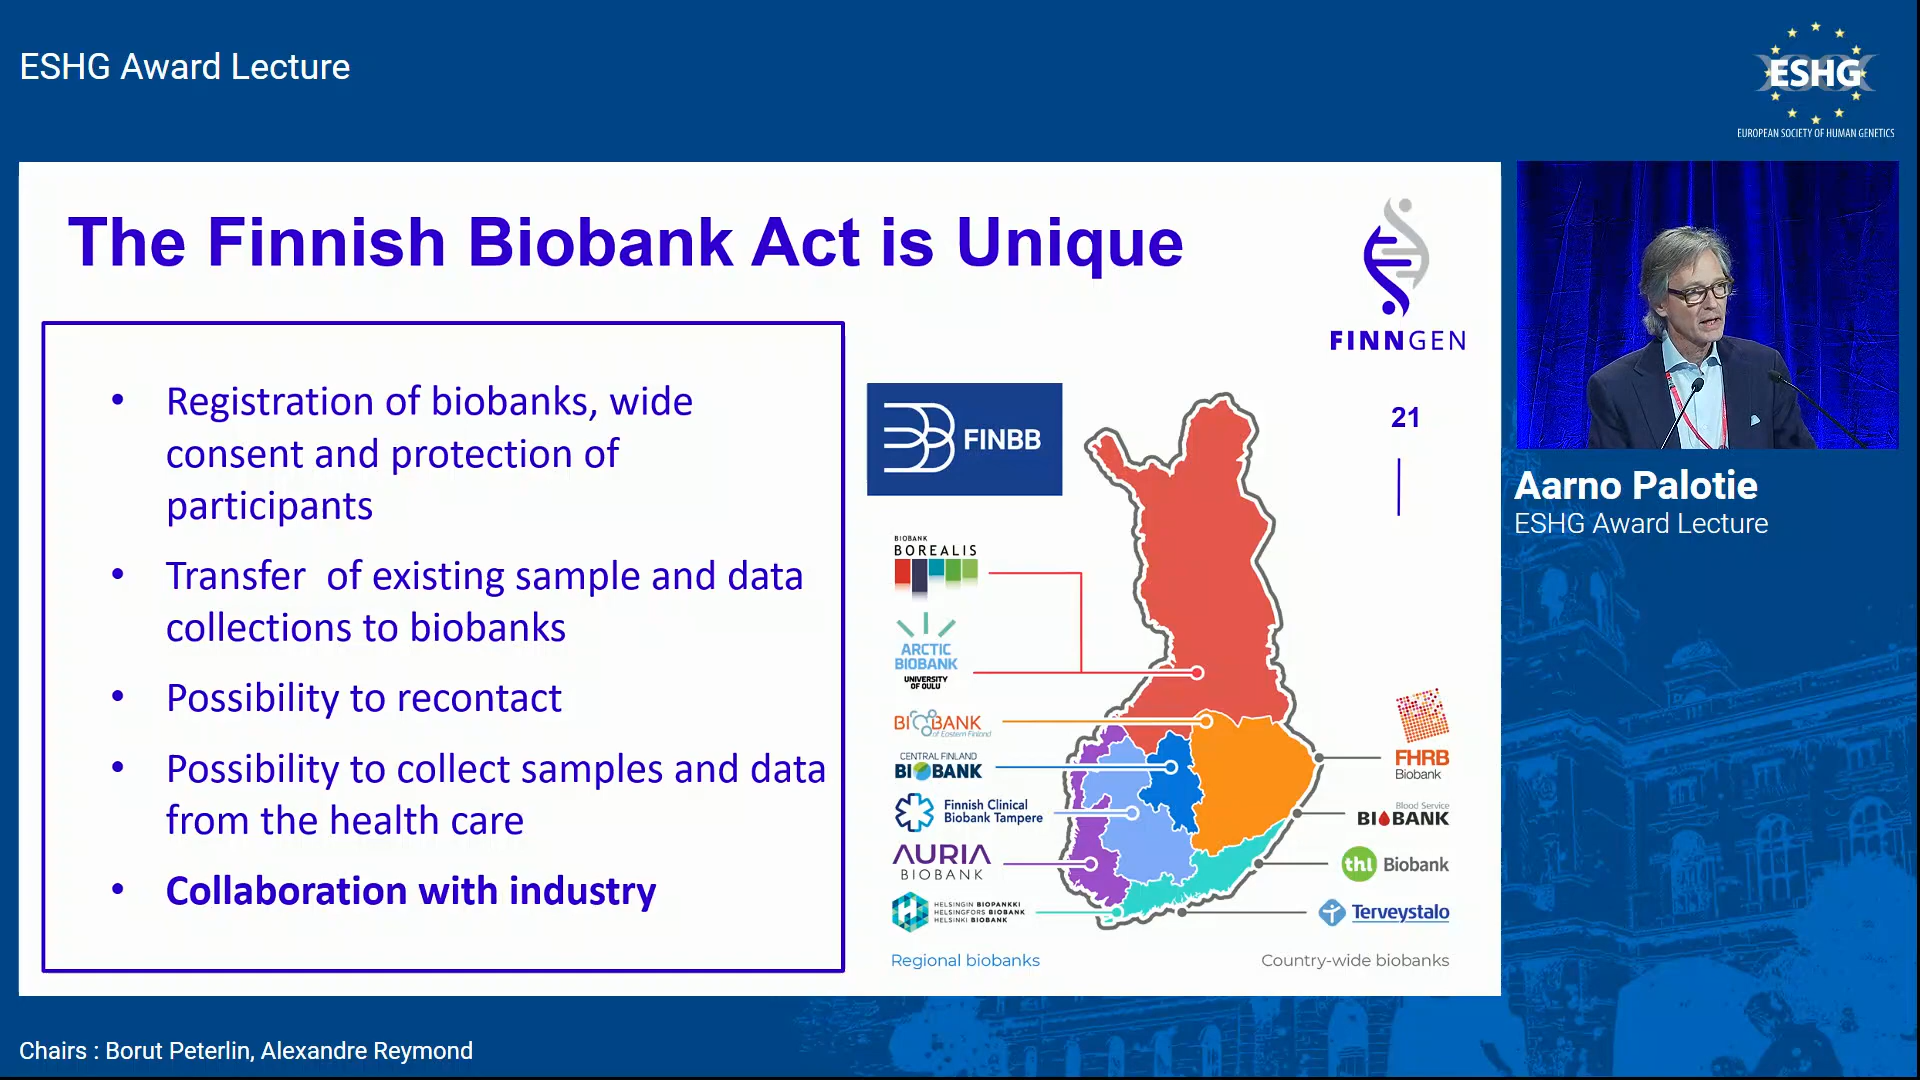 ESHG Award Lecture
ESHG
EUROPEAN SOCIETY OF HUMAN GENETICS
The Finnish Biobank Act is Unique
FINNGEN
21
• Registration of biobanks, wide
consent and protection of
participants
• Transfer  of existing sample and data
collections to biobanks
• Possibility to recontact
• Possibility to collect samples and data
from the health care
• Collaboration with industry
FINBB
BIOBANK
BOREALIS
ARCTIC
BIOBANK
UNIVERSITY
OF OULU
BIOBANK
of Eastern Finland
CENTRAL FINLAND
BIOBANK
Finnish Clinical
Biobank Tampere
AURIA
BIOBANK
HELSINGIN BIOPANKKI
HELSINGFORS BIOBANK
HELSINKI BIOBANK
Regional biobanks
FHRB
Biobank
Blood Service
BIOBANK
thl Biobank
Terveystalo
Country-wide biobanks
Aarno Palotie
ESHG Award Lecture
Chairs : Borut Peterlin, Alexandre Reymond